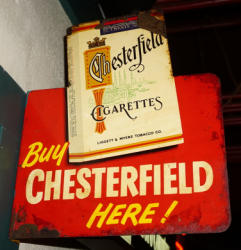 Chesterfield
CIGARETTES
LIGGETT & MYERS TOBACCO CO.
Buy
CHESTERFIELD
HERE!